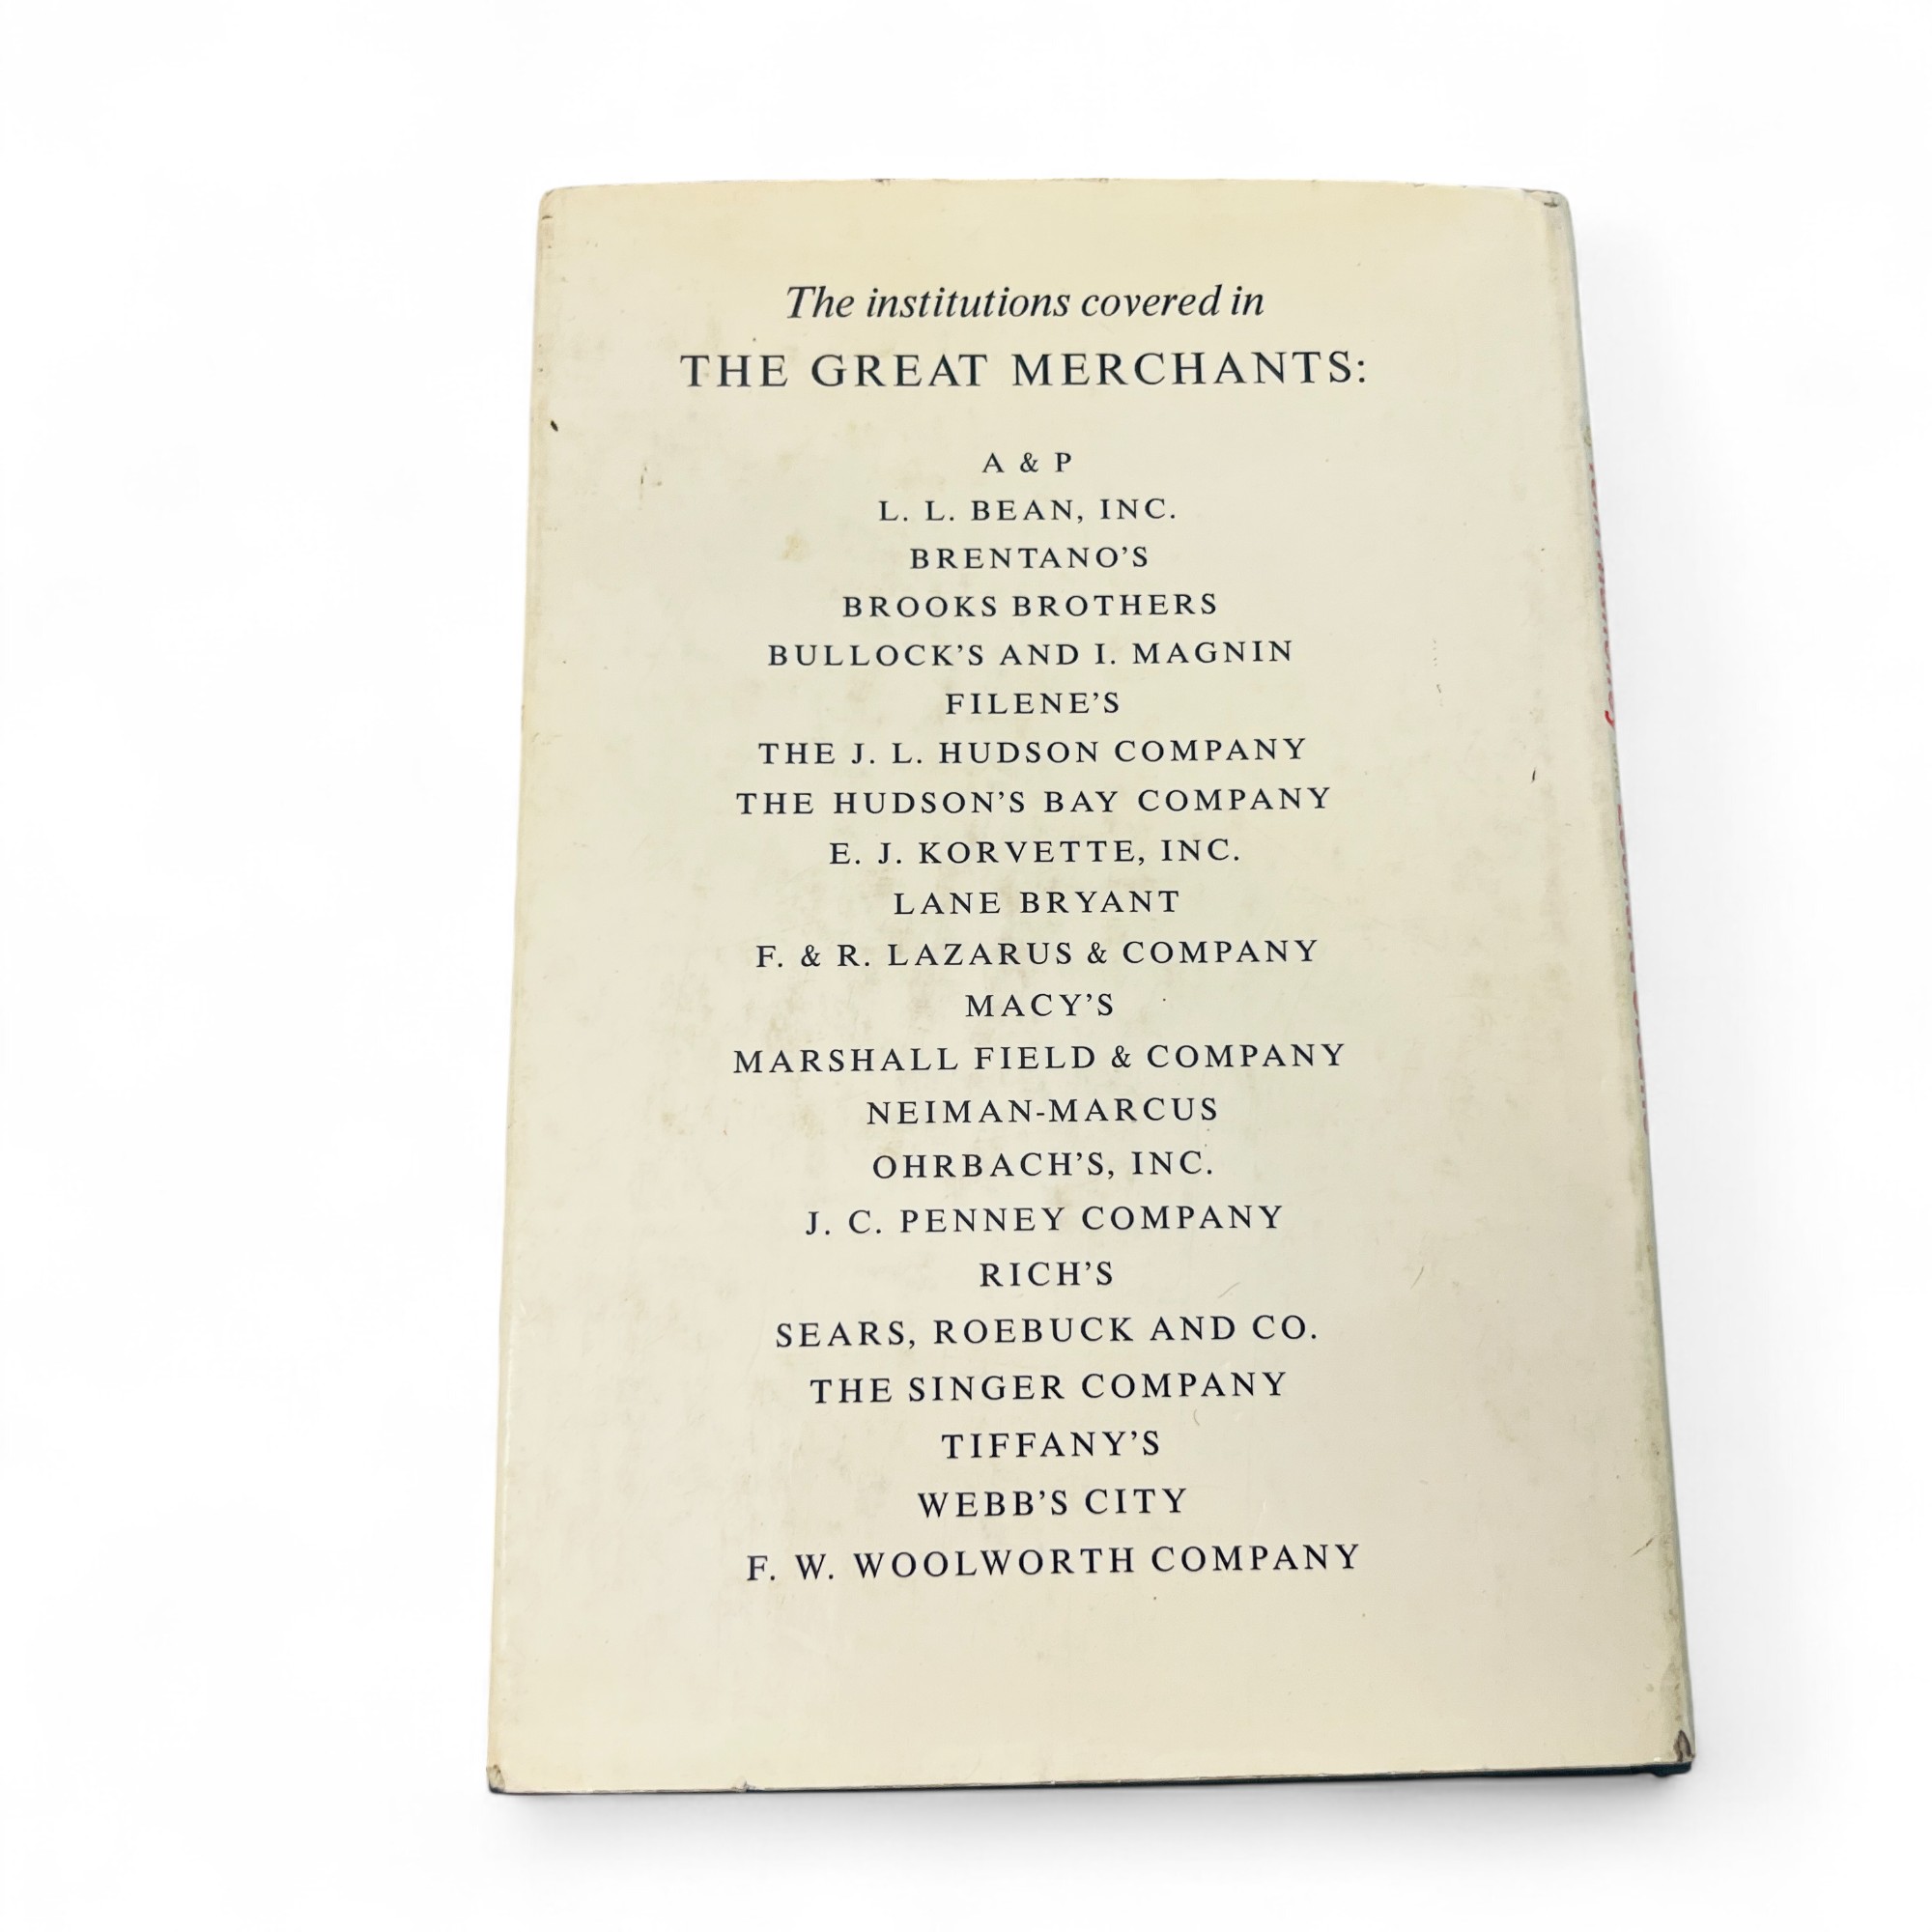 The institutions covered in
THE GREAT MERCHANTS:
A & P
L. L. BEAN, INC.
BRENTANO'S
BROOKS BROTHERS
BULLOCK'S AND I. MAGNIN
FILENE'S
THE J. L. HUDSON COMPANY
THE HUDSON'S BAY COMPANY
E. J. KORVETTE, INC.
LANE BRYANT
F. & R. LAZARUS & COMPANY
MACY'S
MARSHALL FIELD & COMPANY
NEIMAN-MARCUS
OHRBACH'S, INC.
J. C. PENNEY COMPANY
RICH'S
SEARS, ROEBUCK AND CO.
THE SINGER COMPANY
TIFFANY'S
WEBB'S CITY
F. W. WOOLWORTH COMPANY